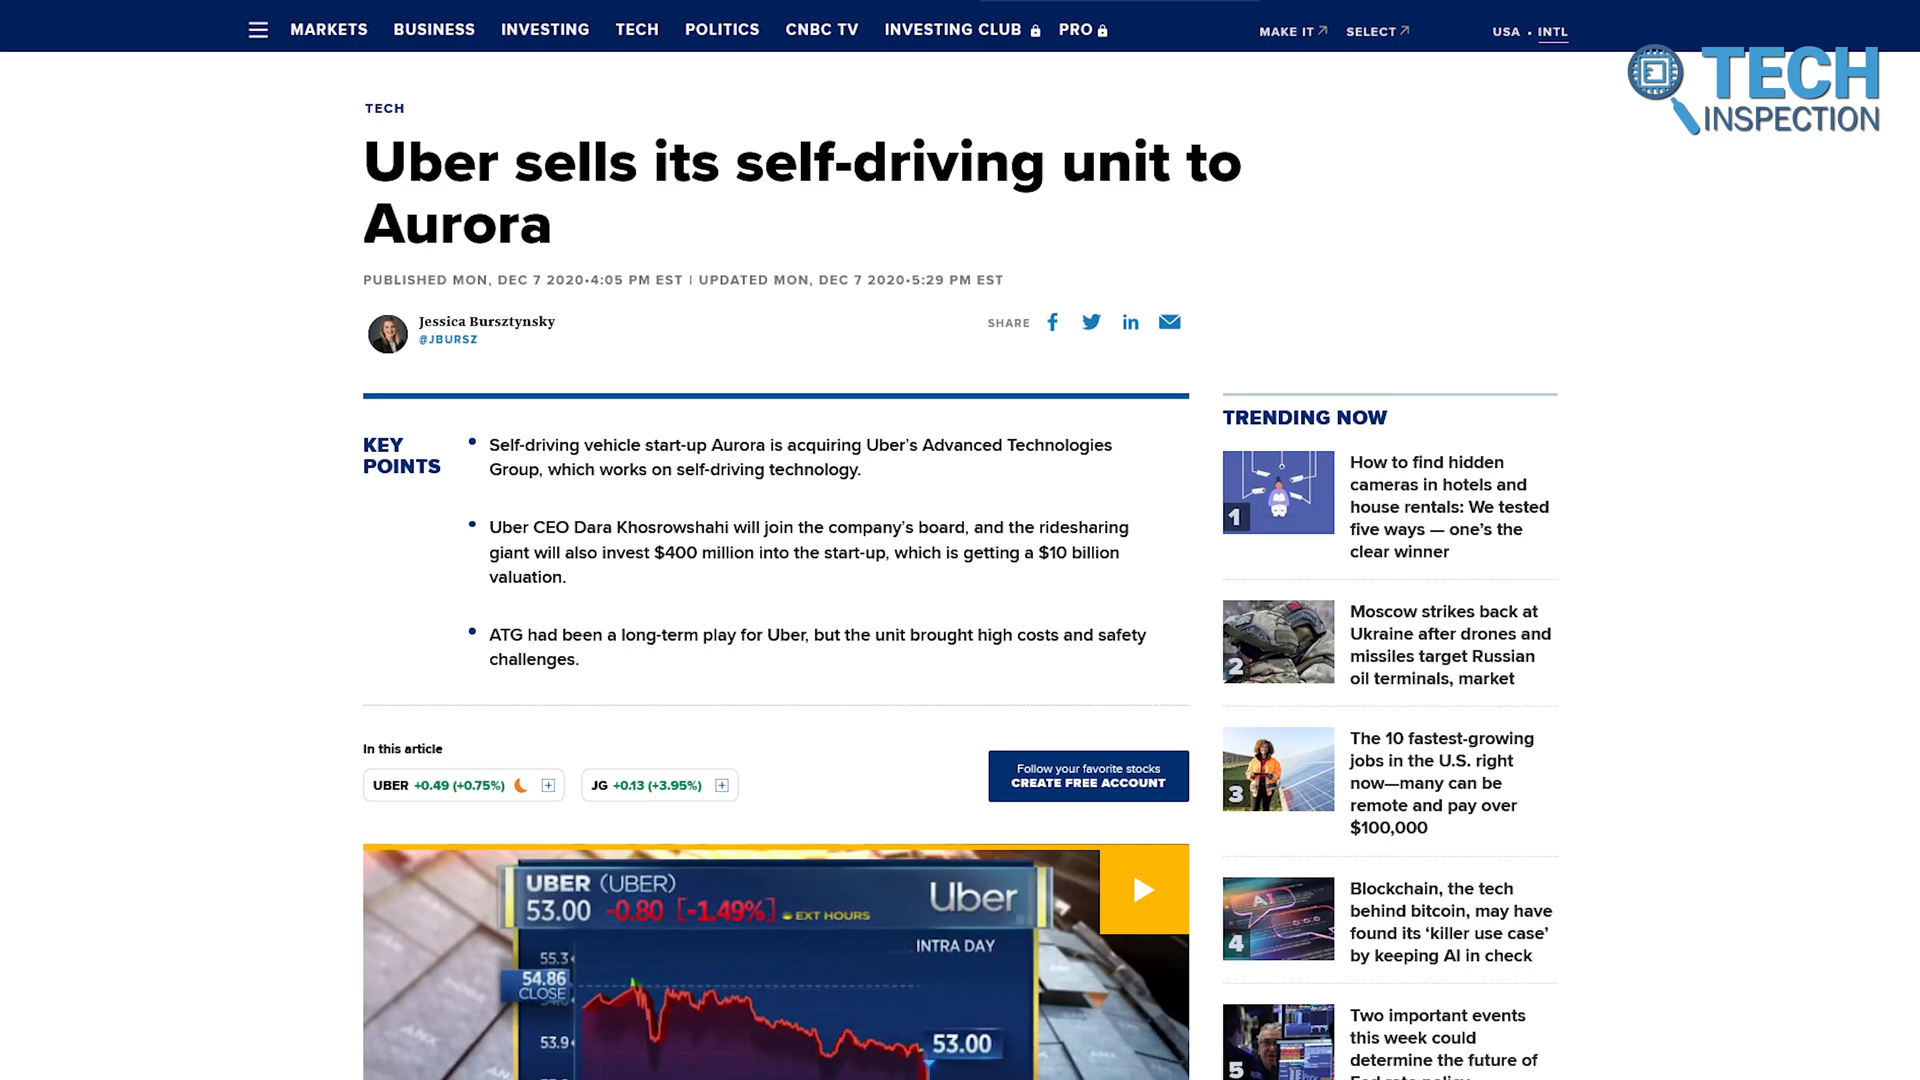 MARKETS BUSINESS INVESTING TECH POLITICS CNBC TV INVESTING CLUB PRO MAKE IT SELECT USA • INTL
TECH
INSPECTION
TECH
Uber sells its self-driving unit to
Aurora
PUBLISHED MON, DEC 7 2020•4:05 PM EST | UPDATED MON, DEC 7 2020•5:29 PM EST
Jessica Bursztynsky
@JBURSZ
SHARE
KEY
POINTS
• Self-driving vehicle start-up Aurora is acquiring Uber’s Advanced Technologies
Group, which works on self-driving technology.
• Uber CEO Dara Khosrowshahi will join the company’s board, and the ridesharing
giant will also invest $400 million into the start-up, which is getting a $10 billion
valuation.
• ATG had been a long-term play for Uber, but the unit brought high costs and safety
challenges.
In this article
UBER +0.49 (+0.75%)
JG +0.13 (+3.95%)
Follow your favorite stocks
CREATE FREE ACCOUNT
UBER (UBER)
53.00 -0.80 [-1.49%] EXT HOURS
Uber
INTRA DAY
55.3
54.86
CLOSE
53.9
53.00
TRENDING NOW
1
How to find hidden
cameras in hotels and
house rentals: We tested
five ways — one’s the
clear winner
2
Moscow strikes back at
Ukraine after drones and
missiles target Russian
oil terminals, market
3
The 10 fastest-growing
jobs in the U.S. right
now—many can be
remote and pay over
$100,000
AI
4
Blockchain, the tech
behind bitcoin, may have
found its ‘killer use case’
by keeping AI in check
5
Two important events
this week could
determine the future of